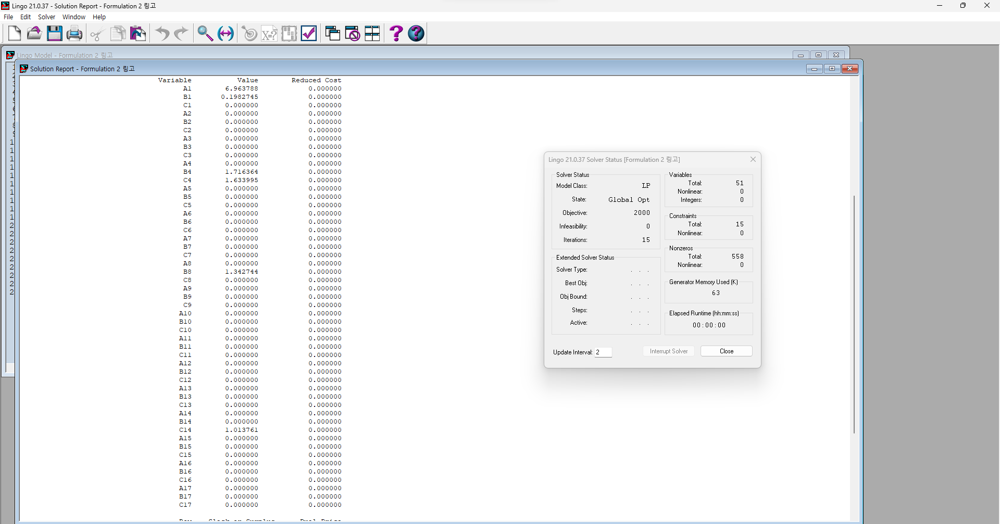 Lingo 21.0.37 - Solution Report - Formulation 2 링고
File Edit Solver Window Help
Lingo Model - Formulation 2 링고
Solution Report - Formulation 2 링고
Variable Value Reduced Cost
A1 6.963788 0.000000
B1 0.1982745 0.000000
C1 0.000000 0.000000
A2 0.000000 0.000000
B2 0.000000 0.000000
C2 0.000000 0.000000
A3 0.000000 0.000000
B3 0.000000 0.000000
C3 0.000000 0.000000
A4 0.000000 0.000000
B4 1.716364 0.000000
C4 1.633995 0.000000
A5 0.000000 0.000000
B5 0.000000 0.000000
C5 0.000000 0.000000
A6 0.000000 0.000000
B6 0.000000 0.000000
C6 0.000000 0.000000
A7 0.000000 0.000000
B7 0.000000 0.000000
C7 0.000000 0.000000
A8 0.000000 0.000000
B8 1.342744 0.000000
C8 0.000000 0.000000
A9 0.000000 0.000000
B9 0.000000 0.000000
C9 0.000000 0.000000
A10 0.000000 0.000000
B10 0.000000 0.000000
C10 0.000000 0.000000
A11 0.000000 0.000000
B11 0.000000 0.000000
C11 0.000000 0.000000
A12 0.000000 0.000000
B12 0.000000 0.000000
C12 0.000000 0.000000
A13 0.000000 0.000000
B13 0.000000 0.000000
C13 0.000000 0.000000
A14 0.000000 0.000000
B14 0.000000 0.000000
C14 1.013761 0.000000
A15 0.000000 0.000000
B15 0.000000 0.000000
C15 0.000000 0.000000
A16 0.000000 0.000000
B16 0.000000 0.000000
C16 0.000000 0.000000
A17 0.000000 0.000000
B17 0.000000 0.000000
C17 0.000000 0.000000
Lingo 21.0.37 Solver Status [Formulation 2 링고]
Solver Status
Model Class: LP
State: Global Opt
Objective: 2000
Infeasibility: 0
Iterations: 15
Extended Solver Status
Solver Type: . . .
Best Obj: . . .
Obj Bound: . . .
Steps: . . .
Active: . . .
Variables
Total: 51
Nonlinear: 0
Integers: 0
Constraints
Total: 15
Nonlinear: 0
Nonzeros
Total: 558
Nonlinear: 0
Generator Memory Used (K)
63
Elapsed Runtime (hh:mm:ss)
00:00:00
Update Interval: 2
Interrupt Solver
Close